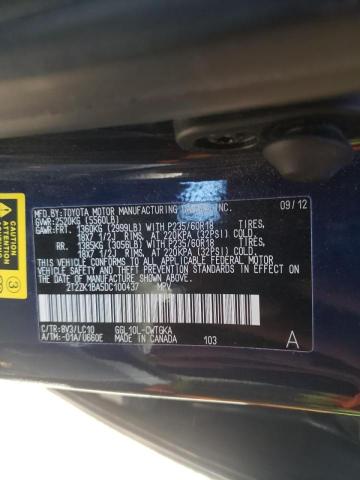 MFD.BY:TOYOTA MOTOR MANUFACTURING CANADA INC. 09/12
GVWR:2520KG (5560LB)
GAWR:FRT. 1360KG (2999LB) WITH P235/60R18 TIRES,
18X7 1/2J RIMS, AT 220KPA (32PSI) COLD.
RR. 1385KG (3056LB) WITH P235/60R18 TIRES,
18X7 1/2J RIMS, AT 220KPA (32PSI) COLD.
THIS VEHICLE CONFORMS TO ALL APPLICABLE FEDERAL MOTOR
VEHICLE SAFETY STANDARDS IN EFFECT ON THE DATE OF
MANUFACTURE SHOWN ABOVE.
2T2ZK1BA5DC100437 MPV
C/TR:8V3/LC10 GGL10L-CWTGKA A
A/TM:-01A/U660E MADE IN CANADA 103
ATTENTION